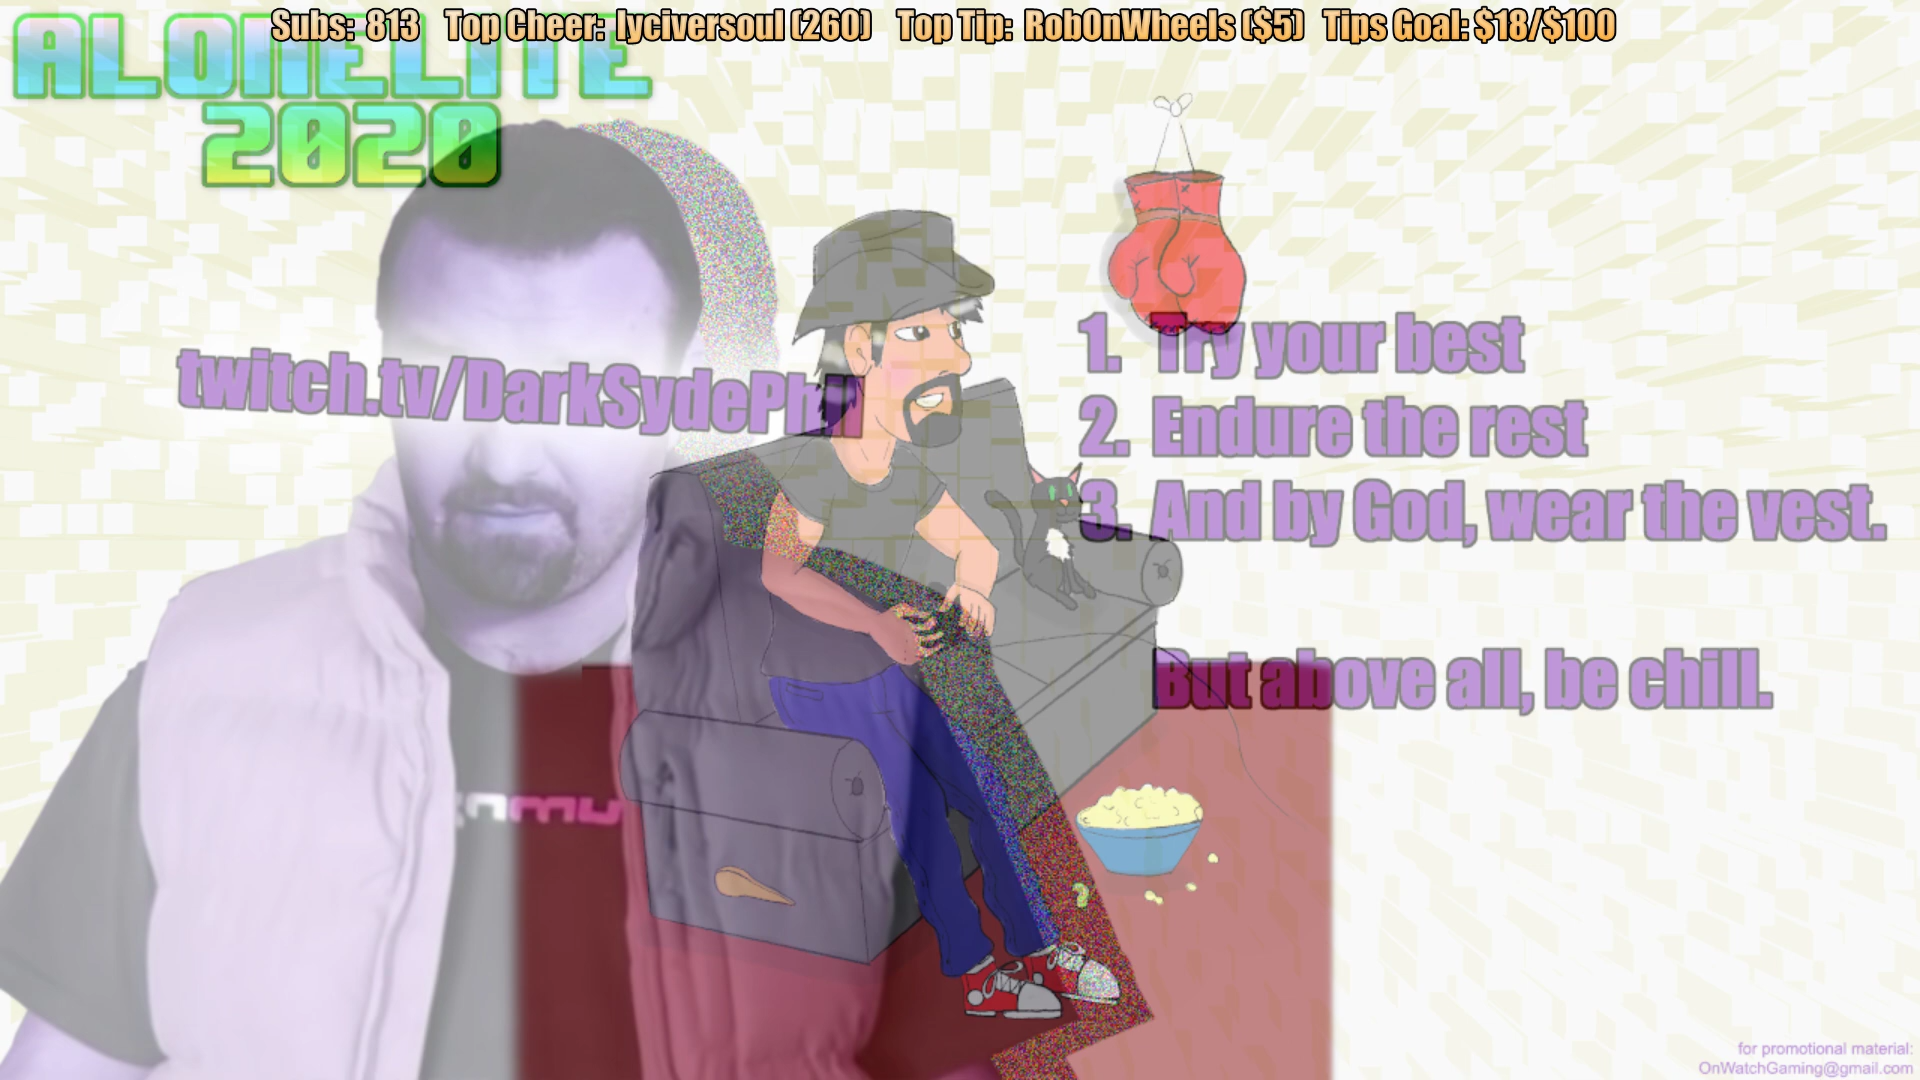 Subs: 813 Top Cheer: lyciversoul (260) Top Tip: RobOnWheels ($5) Tips Goal: $18/$100
ALONELITE
2020
twitch.tv/DarkSydePhil
1. Try your best
2. Endure the rest
3. And by God, wear the vest.
But above all, be chill.
for promotional material:
OnWatchGaming@gmail.com